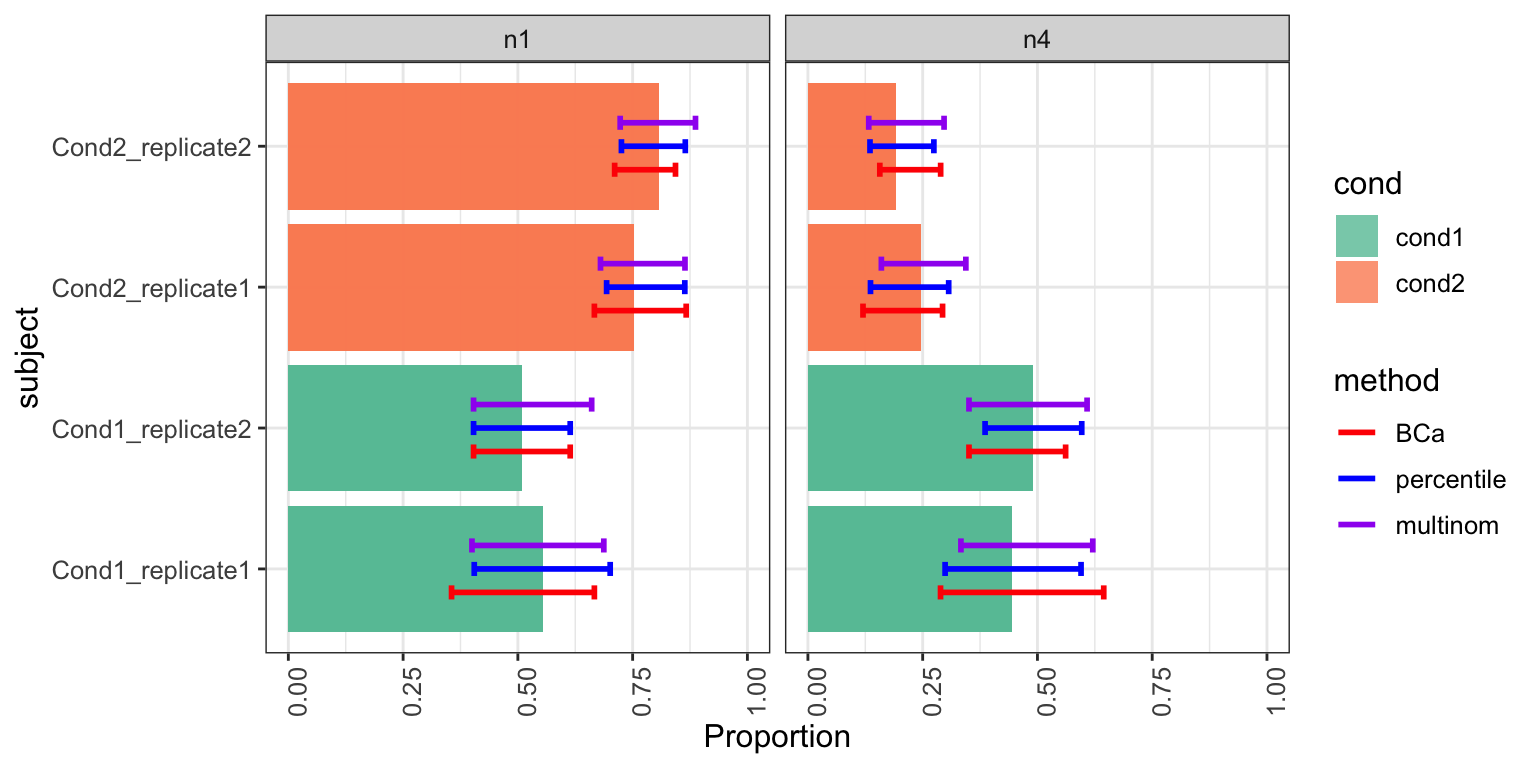 n1
n4
subject
Cond2_replicate2
Cond2_replicate1
Cond1_replicate2
Cond1_replicate1
0.00 0.25 0.50 0.75 1.00
0.00 0.25 0.50 0.75 1.00
Proportion
cond
cond1
cond2
method
BCa
percentile
multinom